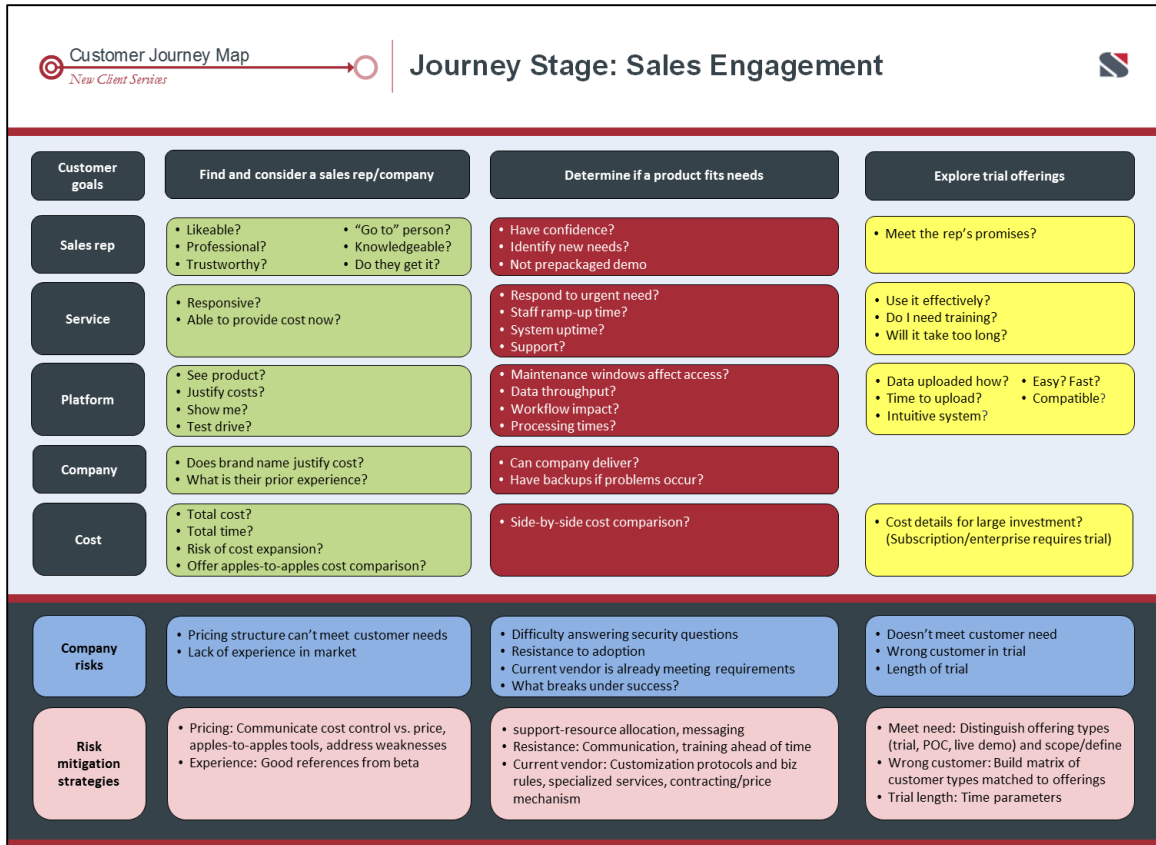 Customer Journey Map
New Client Services
Journey Stage: Sales Engagement
Customer
goals
Find and consider a sales rep/company
Determine if a product fits needs
Explore trial offerings
Sales rep
• Likeable?
• Professional?
• Trustworthy?
• “Go to” person?
• Knowledgeable?
• Do they get it?
• Have confidence?
• Identify new needs?
• Not prepackaged demo
• Meet the rep’s promises?
Service
• Responsive?
• Able to provide cost now?
• Respond to urgent need?
• Staff ramp-up time?
• System uptime?
• Support?
• Use it effectively?
• Do I need training?
• Will it take too long?
Platform
• See product?
• Justify costs?
• Show me?
• Test drive?
• Maintenance windows affect access?
• Data throughput?
• Workflow impact?
• Processing times?
• Data uploaded how?
• Time to upload?
• Intuitive system?
• Easy? Fast?
• Compatible?
Company
• Does brand name justify cost?
• What is their prior experience?
• Can company deliver?
• Have backups if problems occur?
Cost
• Total cost?
• Total time?
• Risk of cost expansion?
• Offer apples-to-apples cost comparison?
• Side-by-side cost comparison?
• Cost details for large investment?
(Subscription/enterprise requires trial)
Company
risks
• Pricing structure can’t meet customer needs
• Lack of experience in market
• Difficulty answering security questions
• Resistance to adoption
• Current vendor is already meeting requirements
• What breaks under success?
• Doesn’t meet customer need
• Wrong customer in trial
• Length of trial
Risk
mitigation
strategies
• Pricing: Communicate cost control vs. price,
apples-to-apples tools, address weaknesses
• Experience: Good references from beta
• support-resource allocation, messaging
• Resistance: Communication, training ahead of time
• Current vendor: Customization protocols and biz
rules, specialized services, contracting/price
mechanism
• Meet need: Distinguish offering types
(trial, POC, live demo) and scope/define
• Wrong customer: Build matrix of
customer types matched to offerings
• Trial length: Time parameters